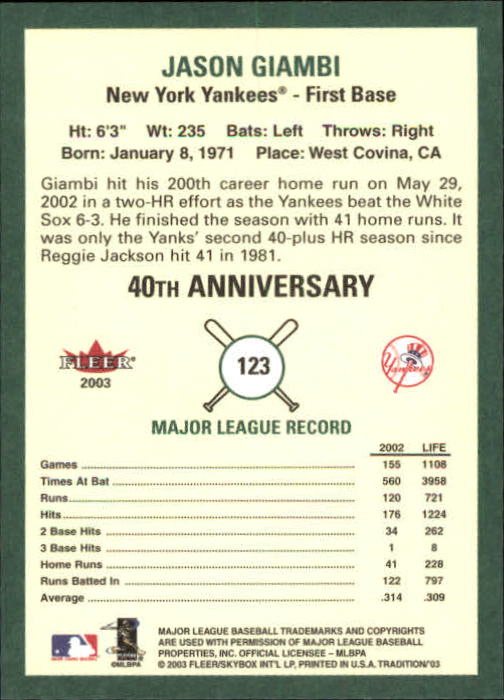 JASON GIAMBI
New York Yankees® - First Base
Ht: 6'3" Wt: 235 Bats: Left Throws: Right
Born: January 8, 1971 Place: West Covina, CA
Giambi hit his 200th career home run on May 29,
2002 in a two-HR effort as the Yankees beat the White
Sox 6-3. He finished the season with 41 home runs. It
was only the Yanks' second 40-plus HR season since
Reggie Jackson hit 41 in 1981.
40TH ANNIVERSARY
FLEER®
2003
123
Yankees
MAJOR LEAGUE RECORD
2002 LIFE
Games 155 1108
Times At Bat 560 3958
Runs 120 721
Hits 176 1224
2 Base Hits 34 262
3 Base Hits 1 8
Home Runs 41 228
Runs Batted In 122 797
Average .314 .309
©MLBPA
MAJOR LEAGUE BASEBALL TRADEMARKS AND COPYRIGHTS
ARE USED WITH PERMISSION OF MAJOR LEAGUE BASEBALL
PROPERTIES, INC. OFFICIAL LICENSEE - MLBPA
© 2003 FLEER/SKYBOX INT'L LP, PRINTED IN U.S.A. TRADITION/'03